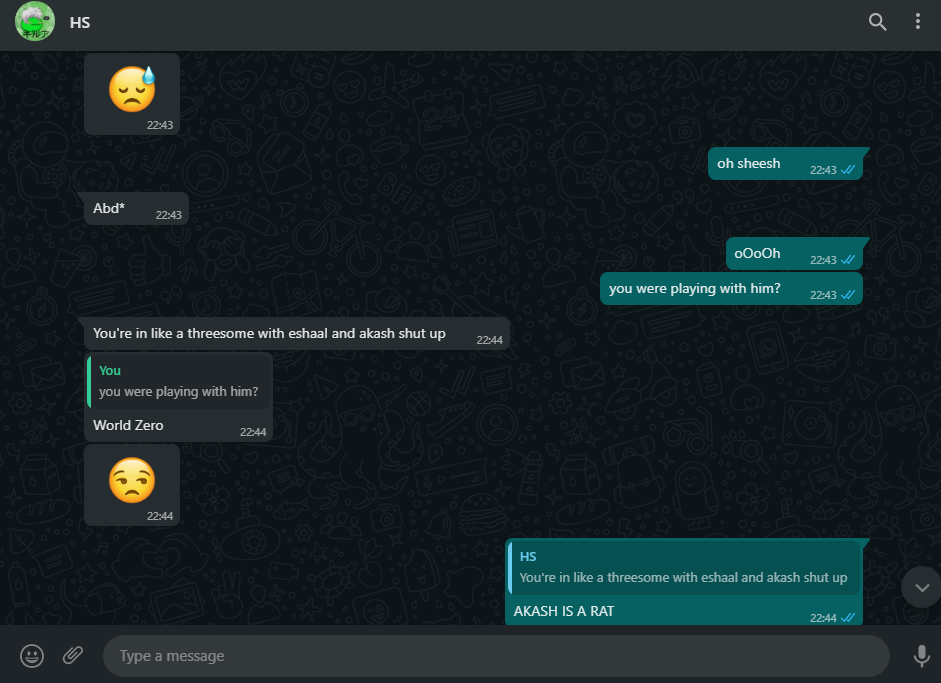 キルア
HS
22:43
oh sheesh
22:43
Abd*
22:43
oOoOh
22:43
you were playing with him?
22:43
You're in like a threesome with eshaal and akash shut up
22:44
You
you were playing with him?
World Zero
22:44
22:44
HS
You're in like a threesome with eshaal and akash shut up
AKASH IS A RAT
22:44
Type a message